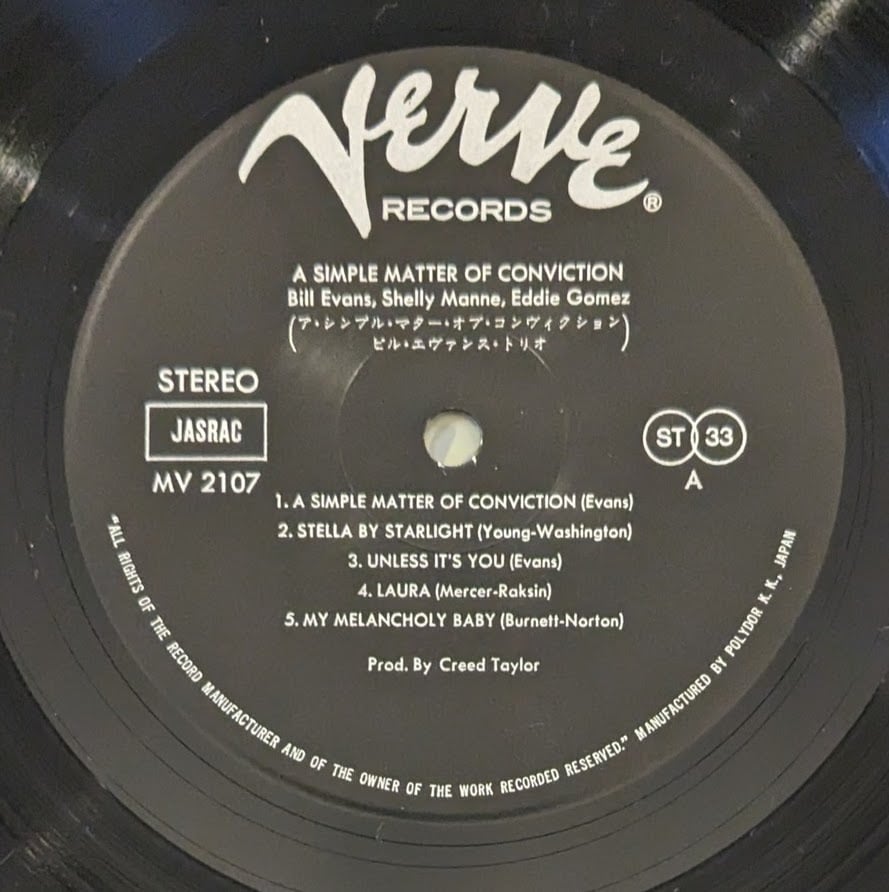 Verve
RECORDS ®
A SIMPLE MATTER OF CONVICTION
Bill Evans, Shelly Manne, Eddie Gomez
(ア・シンプル・マター・オブ・コンヴィクション
ビル・エヴァンス・トリオ)
STEREO
JASRAC
MV 2107
ST 33
A
1. A SIMPLE MATTER OF CONVICTION (Evans)
2. STELLA BY STARLIGHT (Young-Washington)
3. UNLESS IT'S YOU (Evans)
4. LAURA (Mercer-Raksin)
5. MY MELANCHOLY BABY (Burnett-Norton)
Prod. By Creed Taylor
"ALL RIGHTS OF THE RECORD MANUFACTURER AND OF THE OWNER OF THE WORK RECORDED RESERVED." MANUFACTURED BY POLYDOR K. K., JAPAN